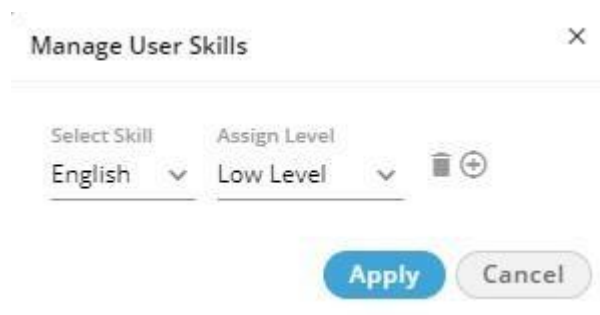 Manage User Skills
Select Skill Assign Level
English Low Level
Apply Cancel